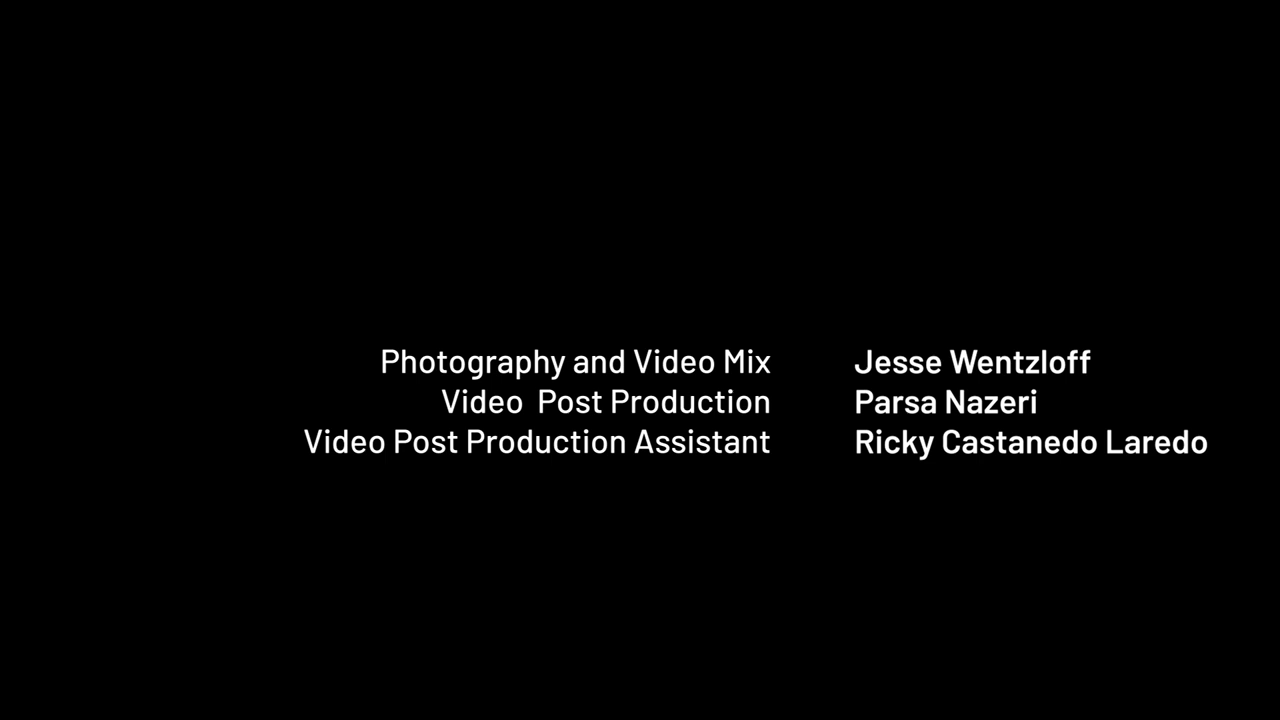 Photography and Video Mix Jesse Wentzloff
Video  Post Production Parsa Nazeri
Video Post Production Assistant Ricky Castanedo Laredo